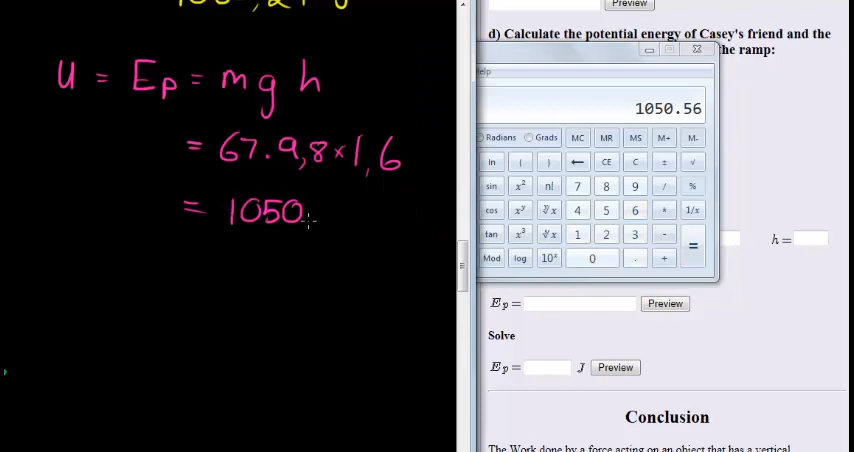 U = Ep = mgh
= 67.9,8×1,6
= 1050
Preview
d) Calculate the potential energy of Casey's friend and the
the ramp:
Help
1050.56
Radians Grads MC MR MS M+ M-
ln ( ) ← CE C ± √
sin x² n! 7 8 9 / %
cos xʸ ʸ√x 4 5 6 * 1/x
tan x³ ³√x 1 2 3 - =
Mod log 10ˣ 0 . +
h =
Ep = Preview
Solve
Ep = J Preview
Conclusion
The Work done by a force acting on an object that has a vertical